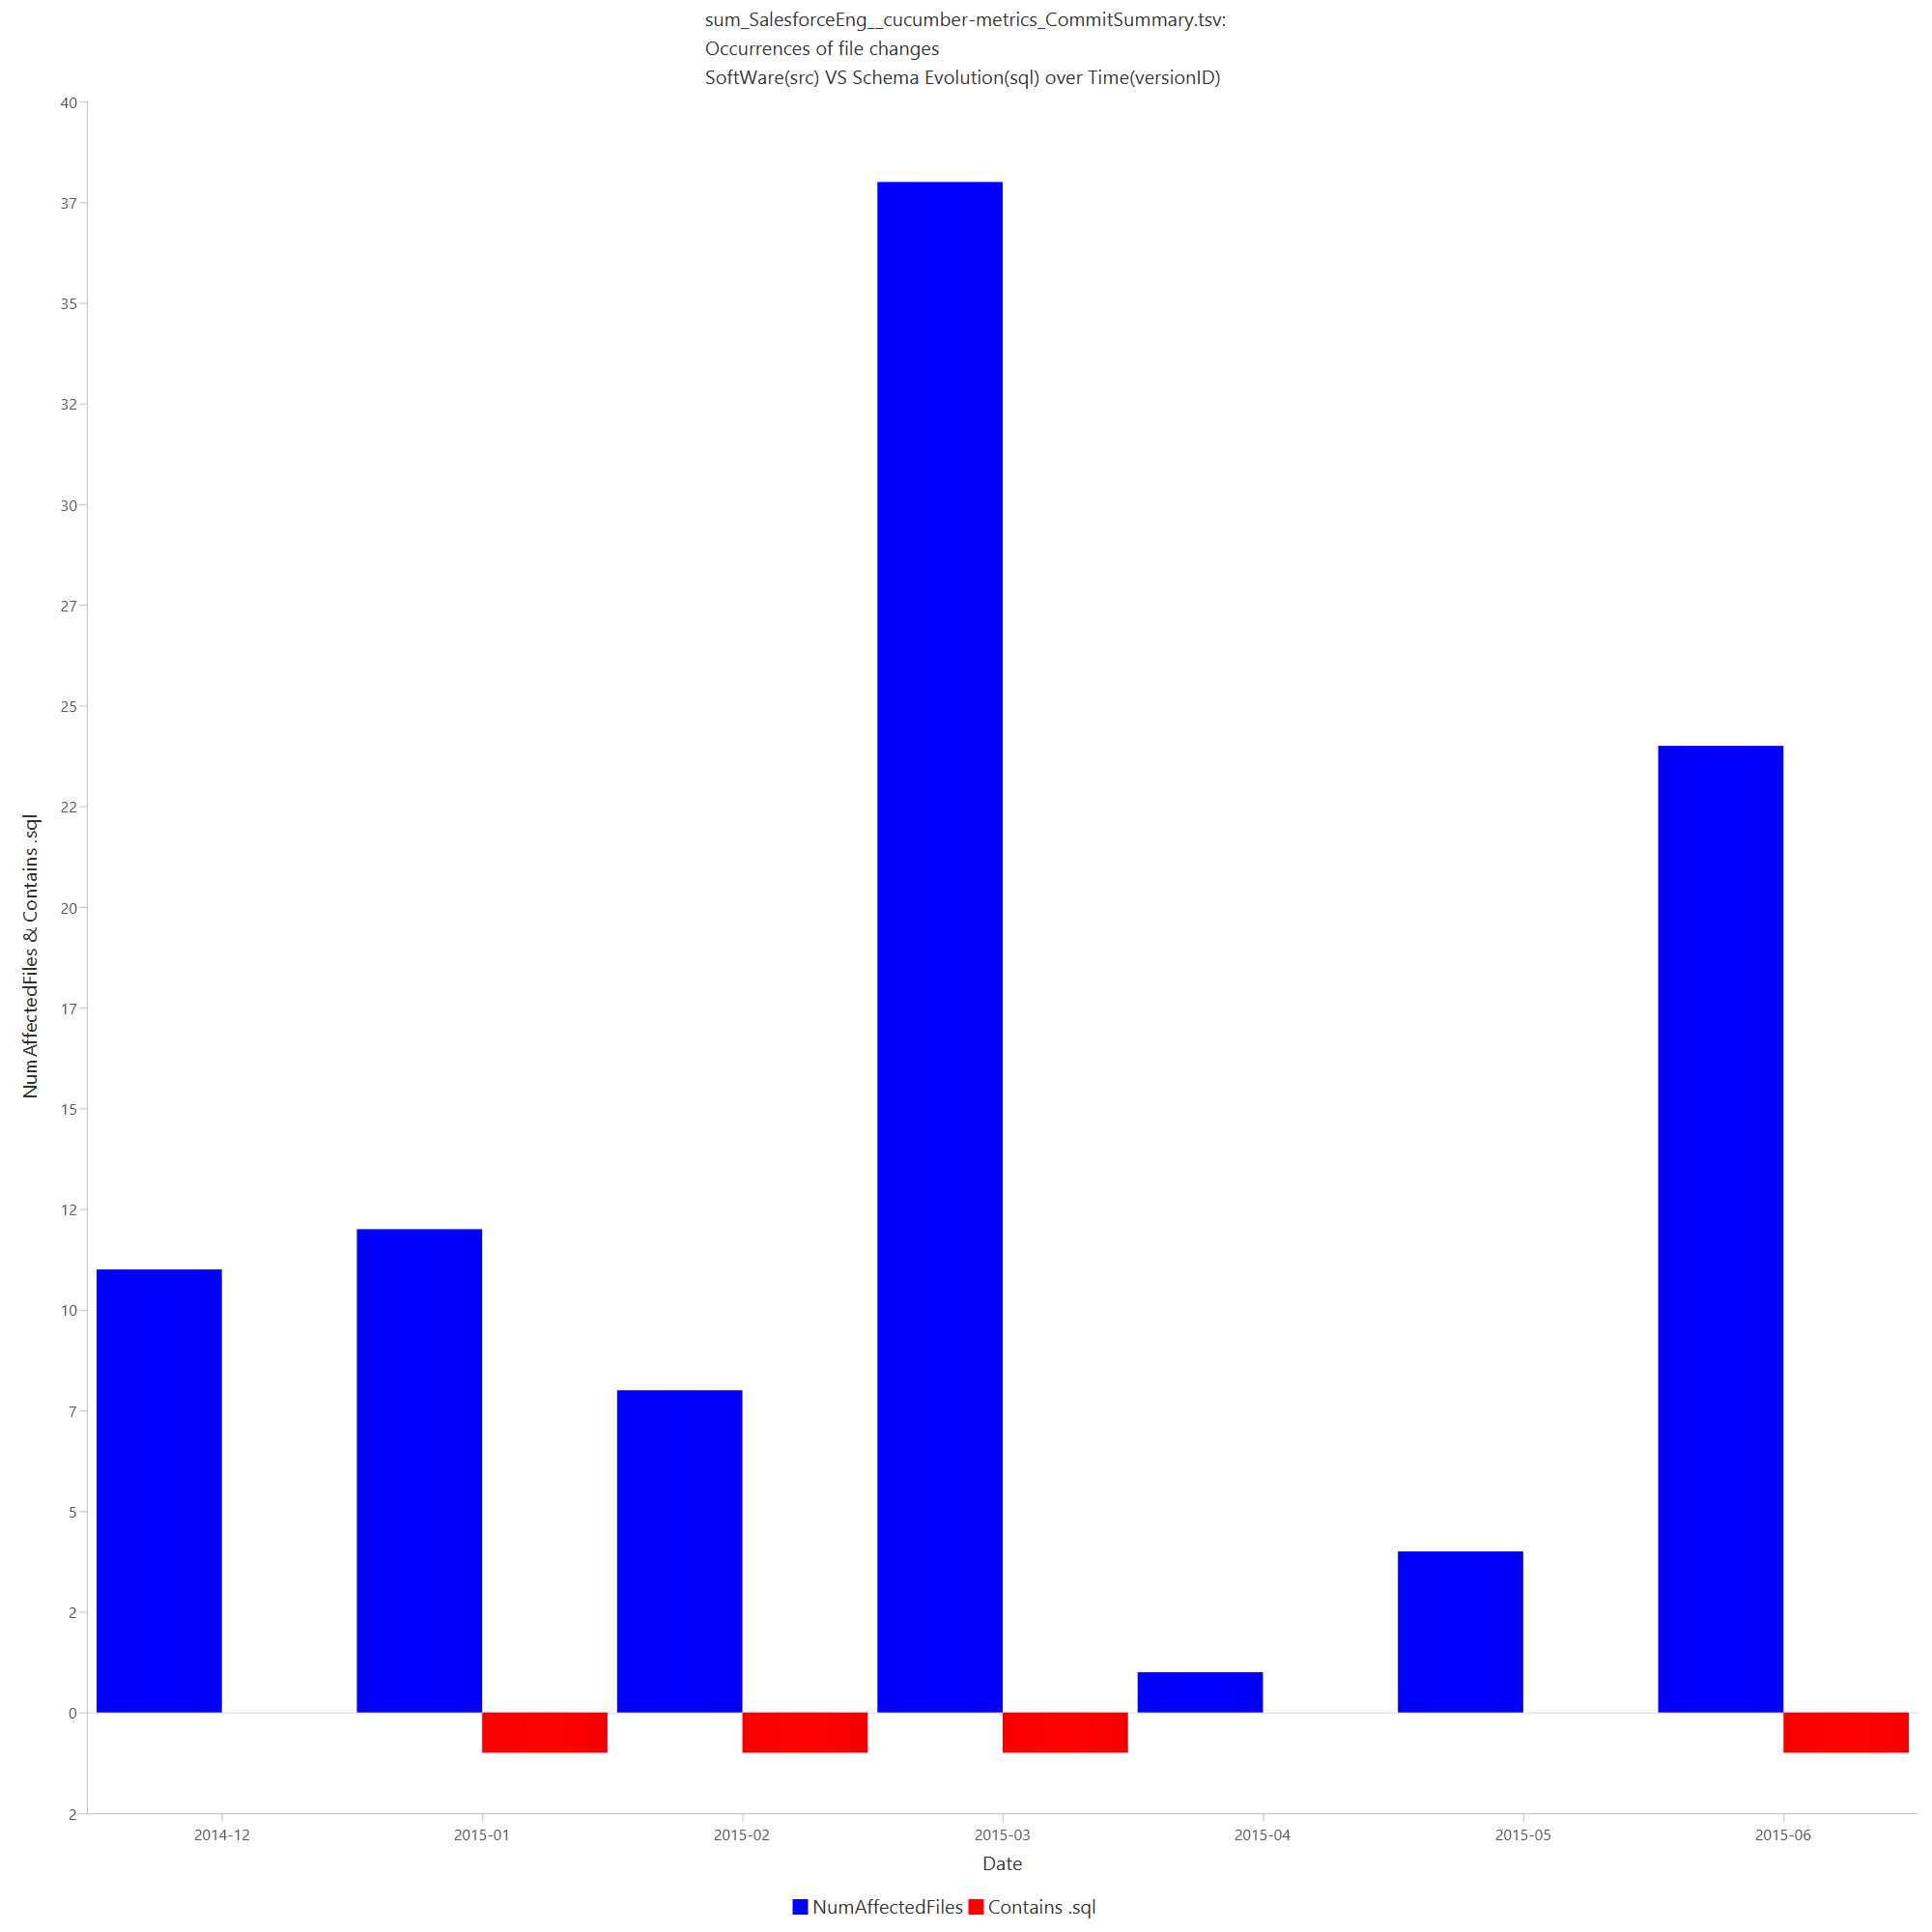 sum_SalesforceEng__cucumber-metrics_CommitSummary.tsv:
Occurrences of file changes
SoftWare(src) VS Schema Evolution(sql) over Time(versionID)
40
37
35
32
30
27
25
22
20
17
15
12
10
7
5
2
0
2
NumAffectedFiles & Contains .sql
2014-12 2015-01 2015-02 2015-03 2015-04 2015-05 2015-06
Date
NumAffectedFiles Contains .sql